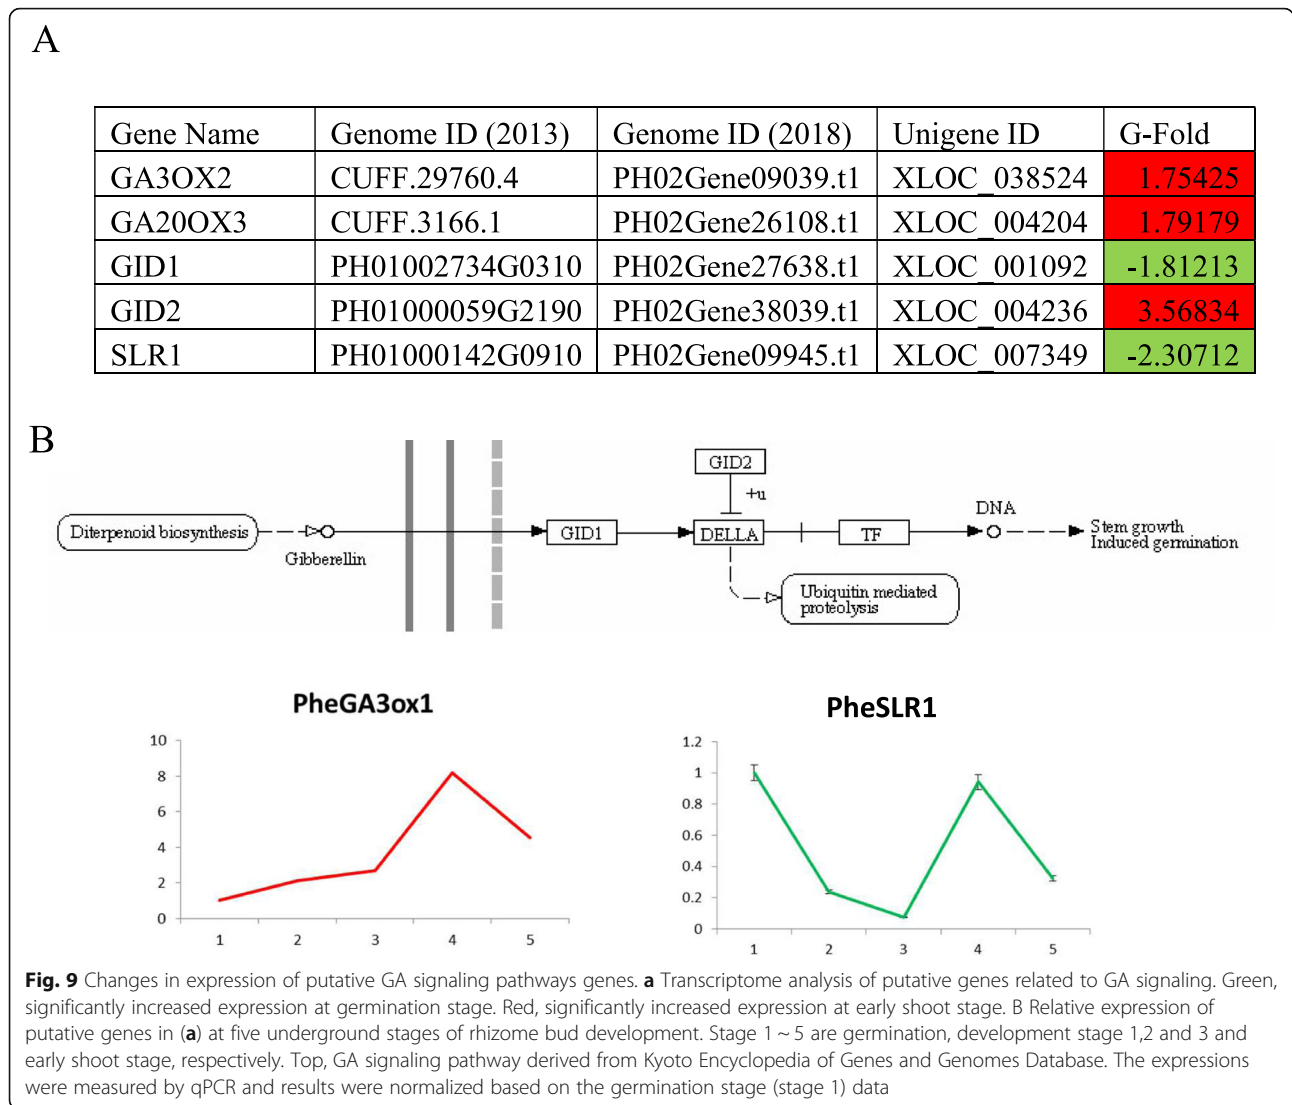 A
Gene Name Genome ID (2013) Genome ID (2018) Unigene ID G-Fold
GA3OX2 CUFF.29760.4 PH02Gene09039.t1 XLOC_038524 1.75425
GA20OX3 CUFF.3166.1 PH02Gene26108.t1 XLOC_004204 1.79179
GID1 PH01002734G0310 PH02Gene27638.t1 XLOC_001092 -1.81213
GID2 PH01000059G2190 PH02Gene38039.t1 XLOC_004236 3.56834
SLR1 PH01000142G0910 PH02Gene09945.t1 XLOC_007349 -2.30712
B
GID2
+u
DNA
Diterpenoid biosynthesis
Gibberellin
GID1
DELLA
TF
Stem growth
Induced germination
Ubiquitin mediated
proteolysis
PheGA3ox1
10
8
6
4
2
0
1 2 3 4 5
PheSLR1
1.2
1
0.8
0.6
0.4
0.2
0
1 2 3 4 5
Fig. 9 Changes in expression of putative GA signaling pathways genes. a Transcriptome analysis of putative genes related to GA signaling. Green,
significantly increased expression at germination stage. Red, significantly increased expression at early shoot stage. B Relative expression of
putative genes in (a) at five underground stages of rhizome bud development. Stage 1 ~ 5 are germination, development stage 1,2 and 3 and
early shoot stage, respectively. Top, GA signaling pathway derived from Kyoto Encyclopedia of Genes and Genomes Database. The expressions
were measured by qPCR and results were normalized based on the germination stage (stage 1) data